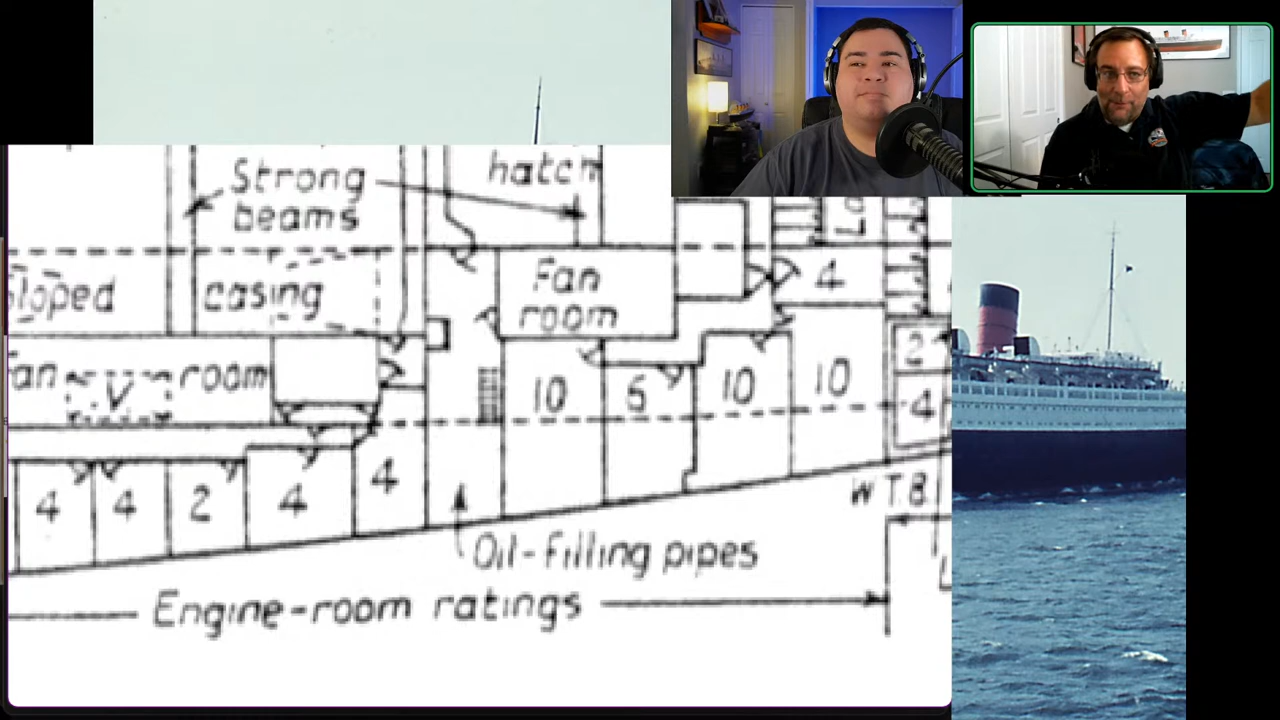 Strong
beams
hatch
Sloped
casing
Fan
room
4
Fan room
V
10
6
10
10
2
4
4
4
2
4
4
W.T.B.
Oil-filling pipes
Engine-room ratings